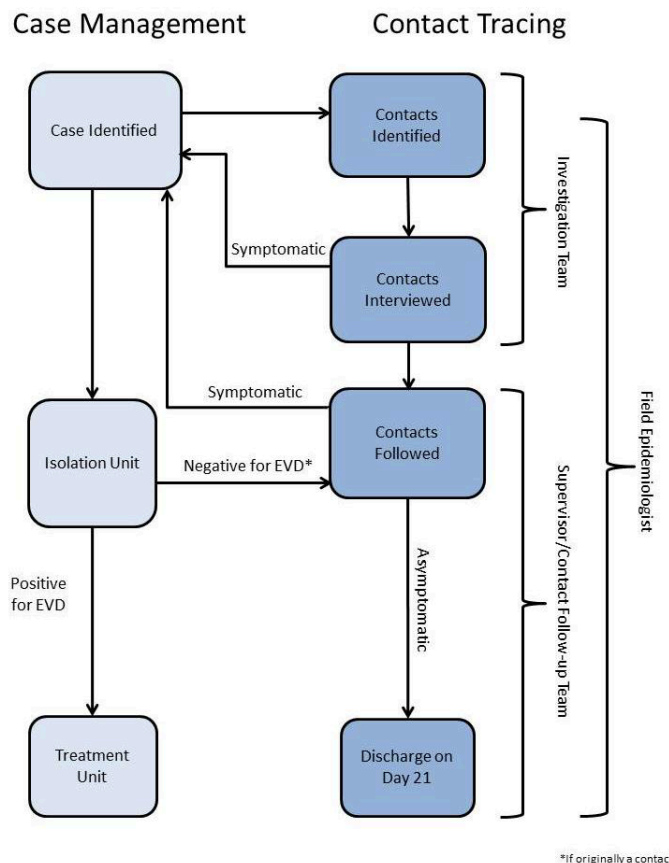 Case Management
Contact Tracing
Case Identified
Contacts
Identified
Symptomatic
Contacts
Interviewed
Investigation Team
Symptomatic
Contacts
Followed
Isolation Unit
Negative for EVD*
Field Epidemiologist
Supervisor/Contact Follow-up Team
Asymptomatic
Positive
for EVD
Treatment
Unit
Discharge on
Day 21
*If originally a contac